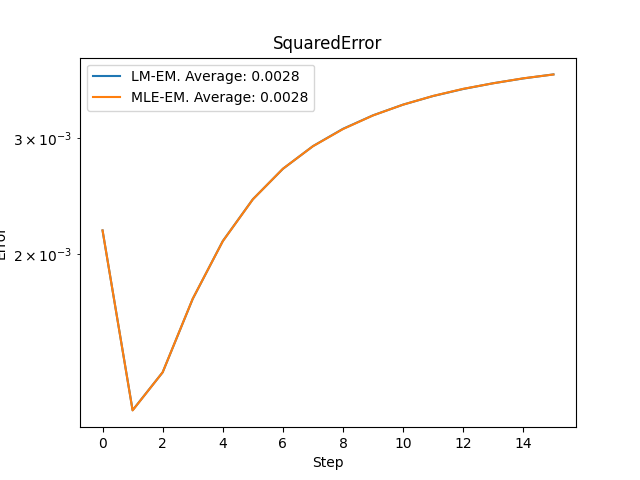 SquaredError
LM-EM. Average: 0.0028
MLE-EM. Average: 0.0028
3 × 10⁻³
2 × 10⁻³
Error
0 2 4 6 8 10 12 14
Step